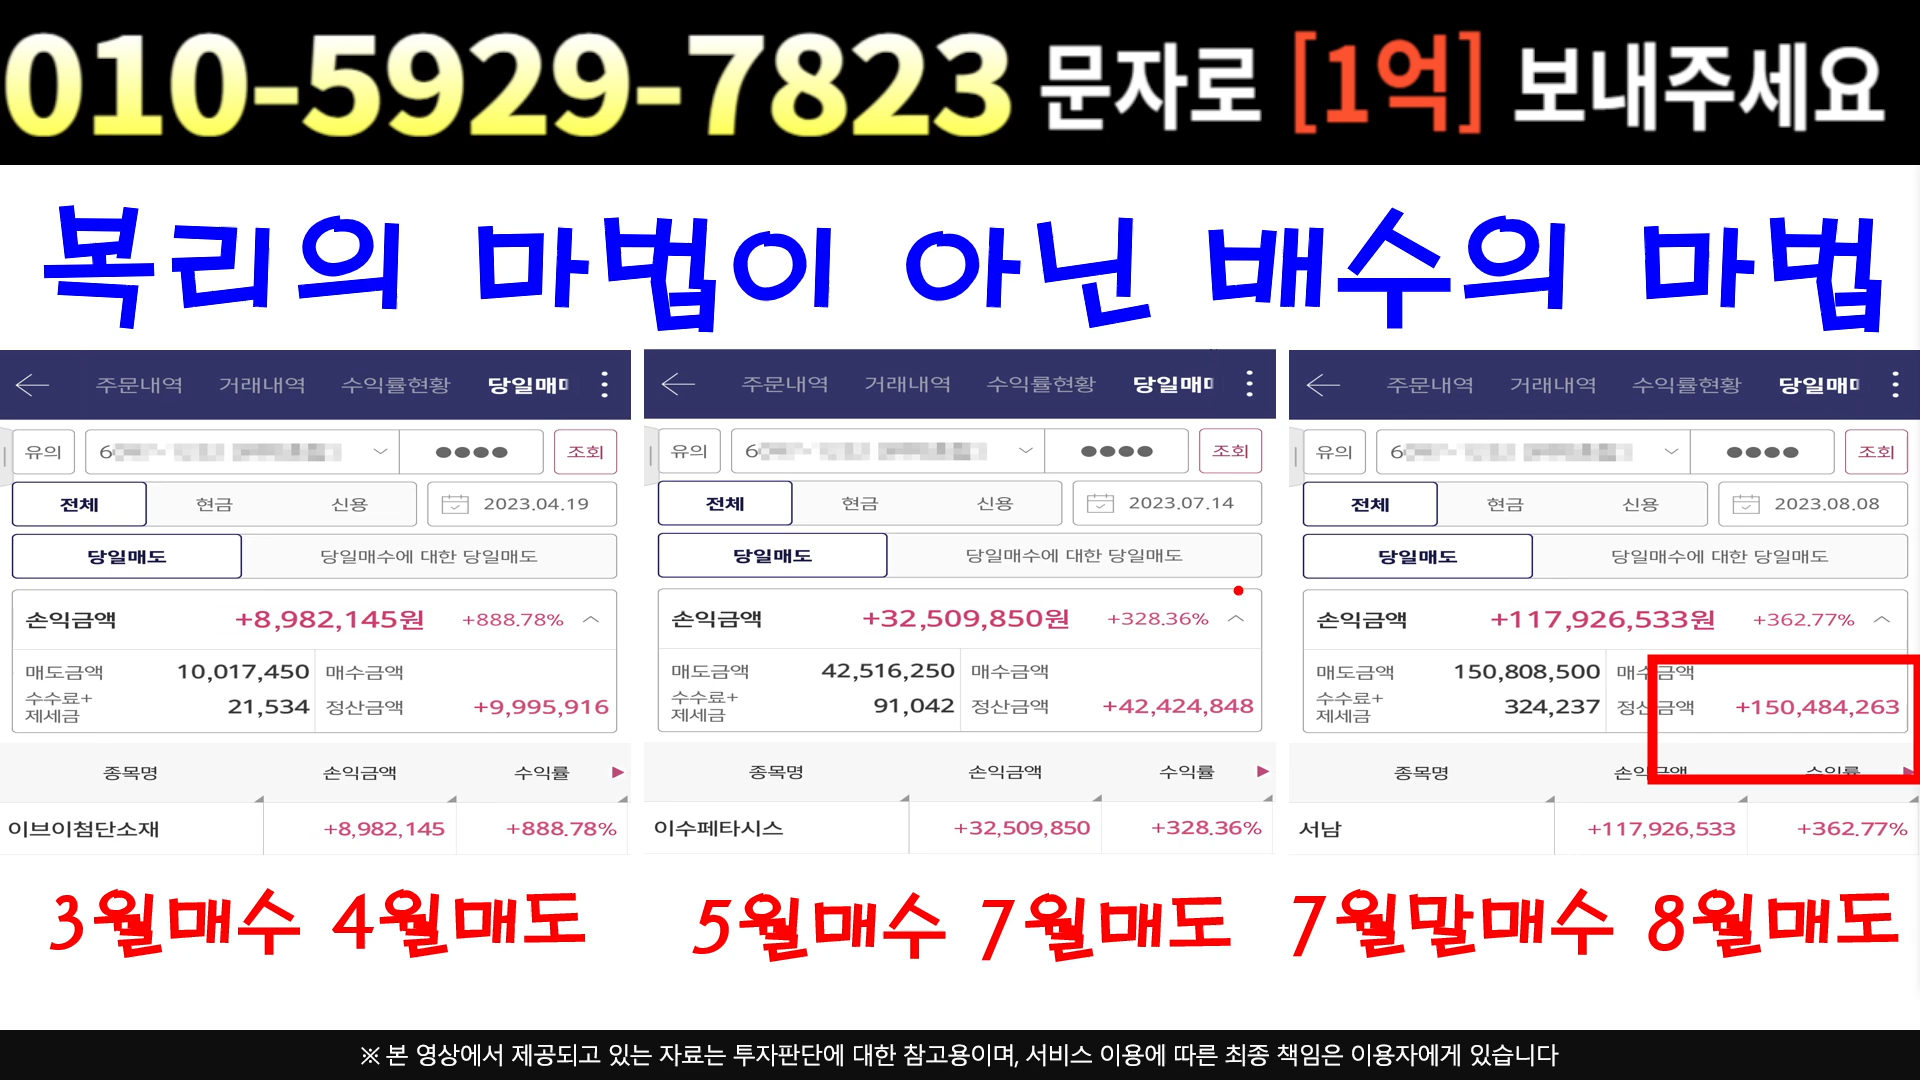 010-5929-7823 문자로 [1억] 보내주세요
복리의 마법이 아닌 배수의 마법
주문내역 거래내역 수익률현황 당일매
유의 6 ●●●● 조회
전체 현금 신용 2023.04.19
당일매도 당일매수에 대한 당일매도
손익금액 +8,982,145원 +888.78%
매도금액 10,017,450 매수금액
수수료+
제세금 21,534 정산금액 +9,995,916
종목명 손익금액 수익률
이브이첨단소재 +8,982,145 +888.78%
3월매수 4월매도
주문내역 거래내역 수익률현황 당일매
유의 6 ●●●● 조회
전체 현금 신용 2023.07.14
당일매도 당일매수에 대한 당일매도
손익금액 +32,509,850원 +328.36%
매도금액 42,516,250 매수금액
수수료+
제세금 91,042 정산금액 +42,424,848
종목명 손익금액 수익률
이수페타시스 +32,509,850 +328.36%
5월매수 7월매도
주문내역 거래내역 수익률현황 당일매
유의 6 ●●●● 조회
전체 현금 신용 2023.08.08
당일매도 당일매수에 대한 당일매도
손익금액 +117,926,533원 +362.77%
매도금액 150,808,500 매수금액
수수료+
제세금 324,237 정산금액 +150,484,263
종목명 손익금액 수익률
서남 +117,926,533 +362.77%
7월말매수 8월매도
※ 본 영상에서 제공되고 있는 자료는 투자판단에 대한 참고용이며, 서비스 이용에 따른 최종 책임은 이용자에게 있습니다